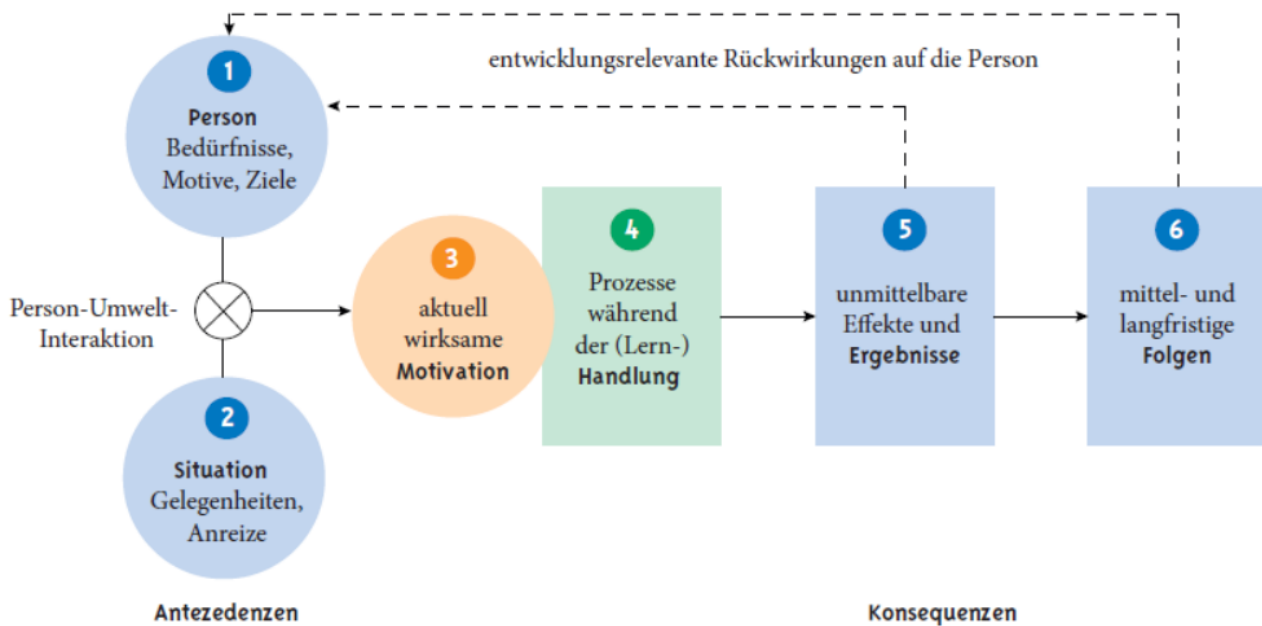 entwicklungsrelevante Rückwirkungen auf die Person
1
Person
Bedürfnisse,
Motive, Ziele
Person-Umwelt-
Interaktion
2
Situation
Gelegenheiten,
Anreize
3
aktuell
wirksame
Motivation
4
Prozesse
während
der (Lern-)
Handlung
5
unmittelbare
Effekte und
Ergebnisse
6
mittel- und
langfristige
Folgen
Antezedenzen
Konsequenzen